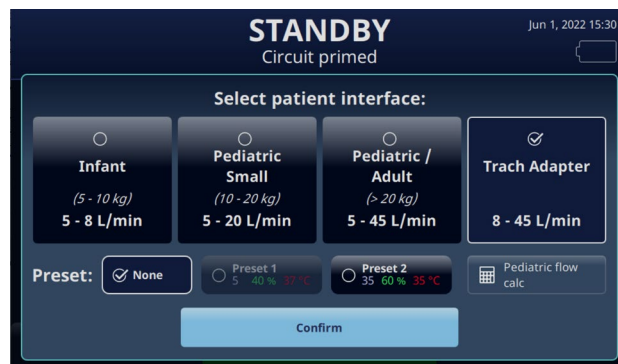 STANDBY
Jun 1, 2022 15:30
Circuit primed
Select patient interface:
Infant
(5 - 10 kg)
5 - 8 L/min
Pediatric
Small
(10 - 20 kg)
5 - 20 L/min
Pediatric /
Adult
(> 20 kg)
5 - 45 L/min
Trach Adapter
8 - 45 L/min
Preset:
None
Preset 1
5 40 % 37 °C
Preset 2
35 60 % 35 °C
Pediatric flow
calc
Confirm